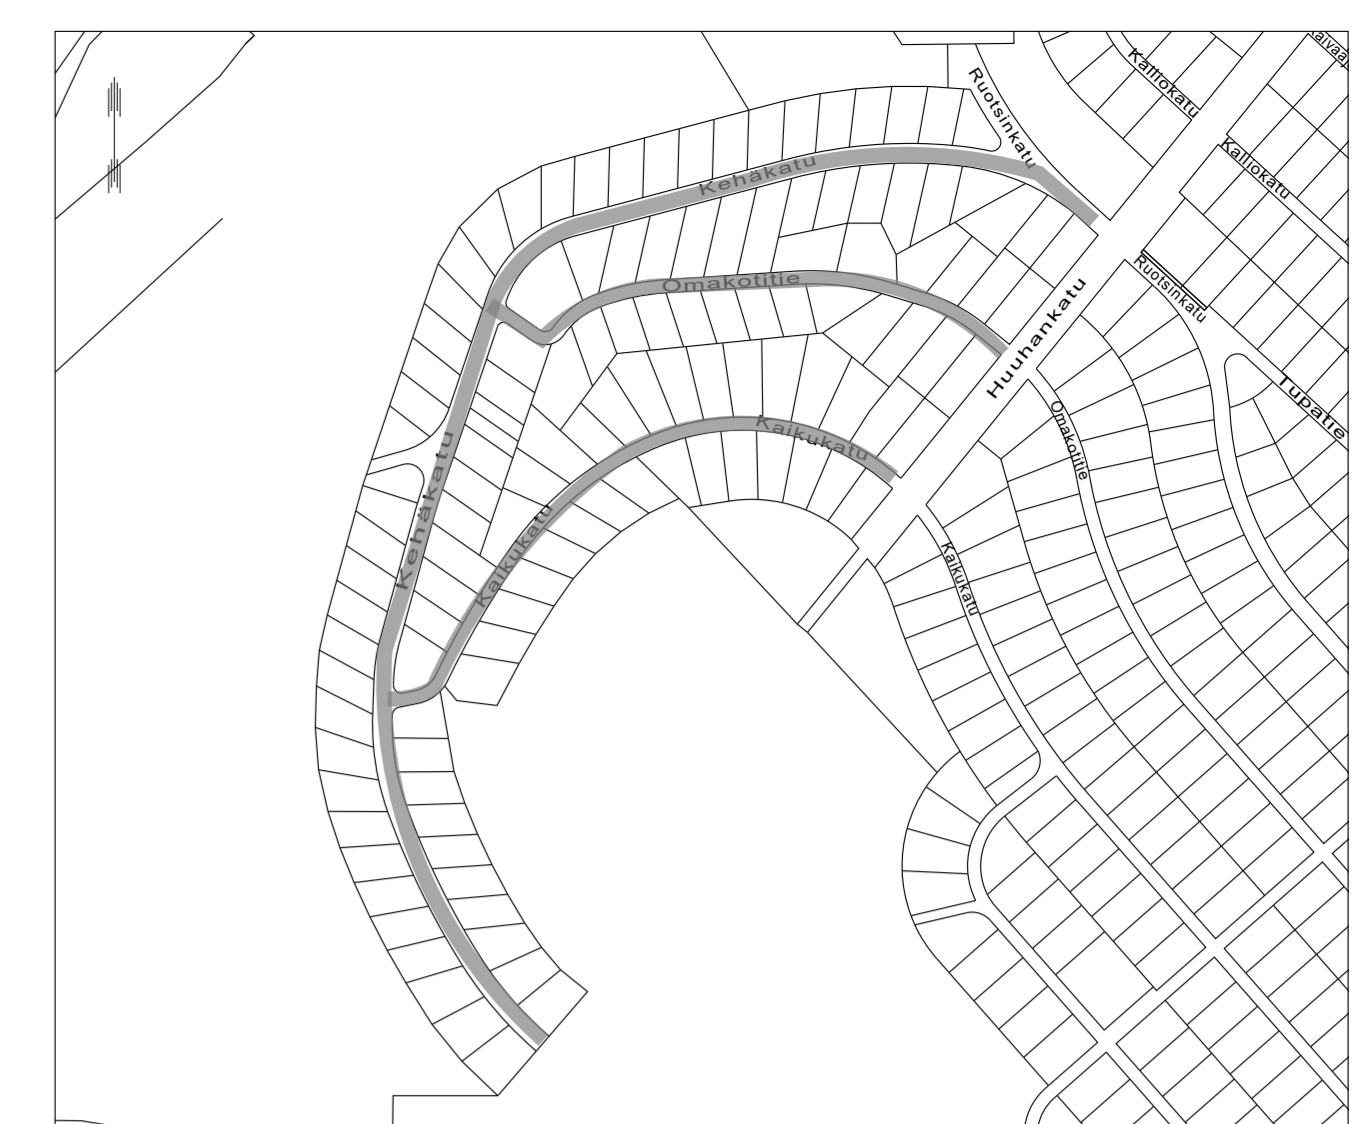 Kalliokatu
Ruotsinkatu
Kalliokatu
Kehäkatu
Ruotsinkatu
Omakotitie
Huuhankatu
Tupatie
Omakotitie
Kaikukatu
Kehäkatu
Kaikukatu
Kaikukatu